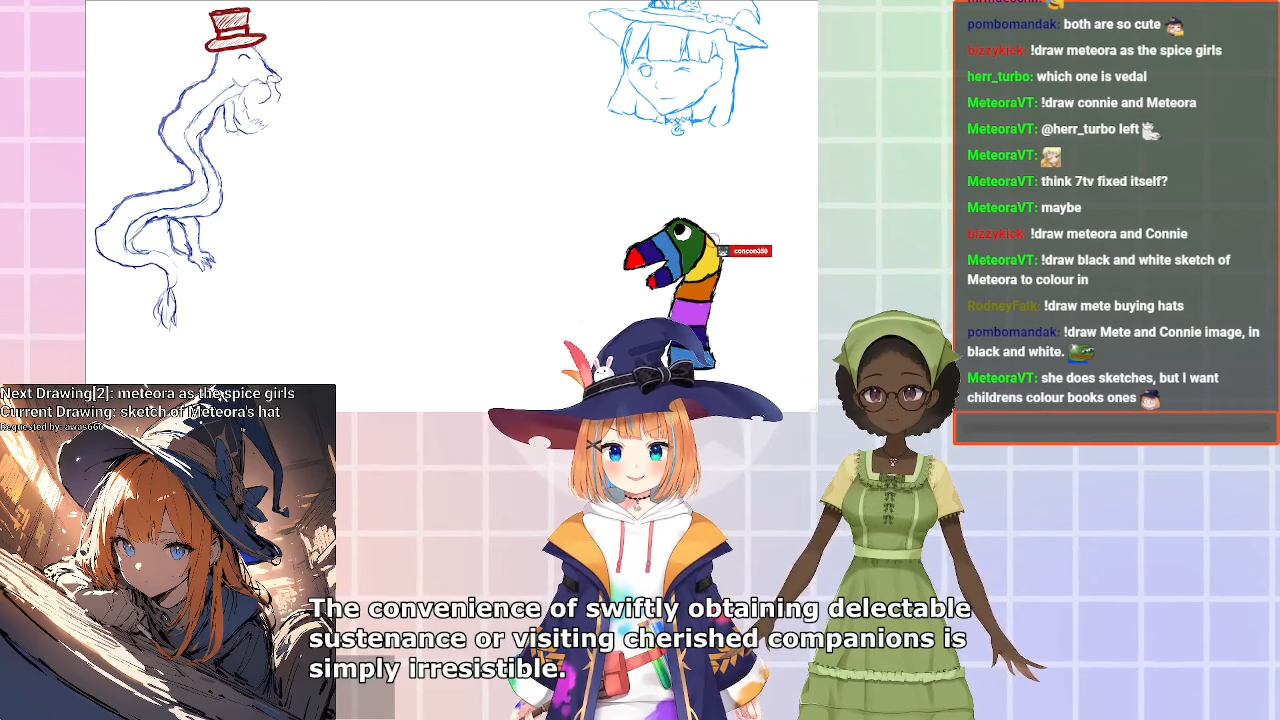 pombomandak: both are so cute
bizzykick: !draw meteora as the spice girls
herr_turbo: which one is vedal
MeteoraVT: !draw connie and Meteora
MeteoraVT: @herr_turbo left
MeteoraVT:
MeteoraVT: think 7tv fixed itself?
MeteoraVT: maybe
bizzykick: !draw meteora and Connie
MeteoraVT: !draw black and white sketch of
Meteora to colour in
RodneyFalk: !draw mete buying hats
pombomandak: !draw Mete and Connie image, in
black and white.
MeteoraVT: she does sketches, but I want
childrens colour books ones
concon350
Next Drawing[2]: meteora as the spice girls
Current Drawing: sketch of Meteora's hat
Requested by: awas666
The convenience of swiftly obtaining delectable
sustenance or visiting cherished companions is
simply irresistible.